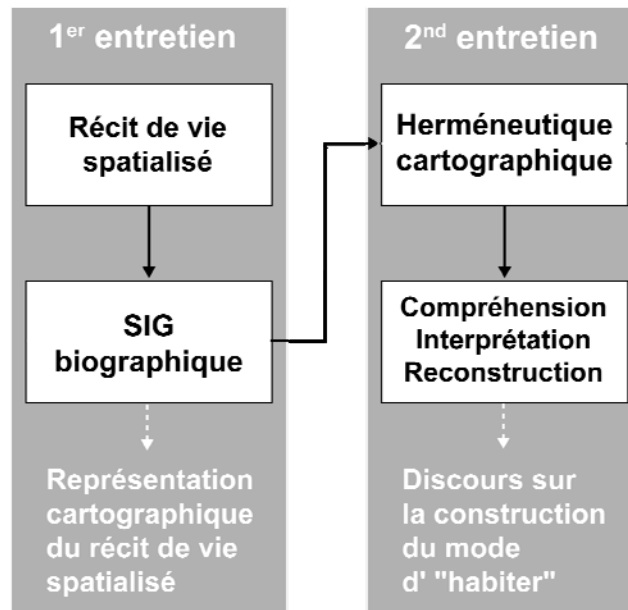 1er entretien
Récit de vie
spatialisé
SIG
biographique
Représentation
cartographique
du récit de vie
spatialisé
2nd entretien
Herméneutique
cartographique
Compréhension
Interprétation
Reconstruction
Discours sur
la construction
du mode
d' "habiter"